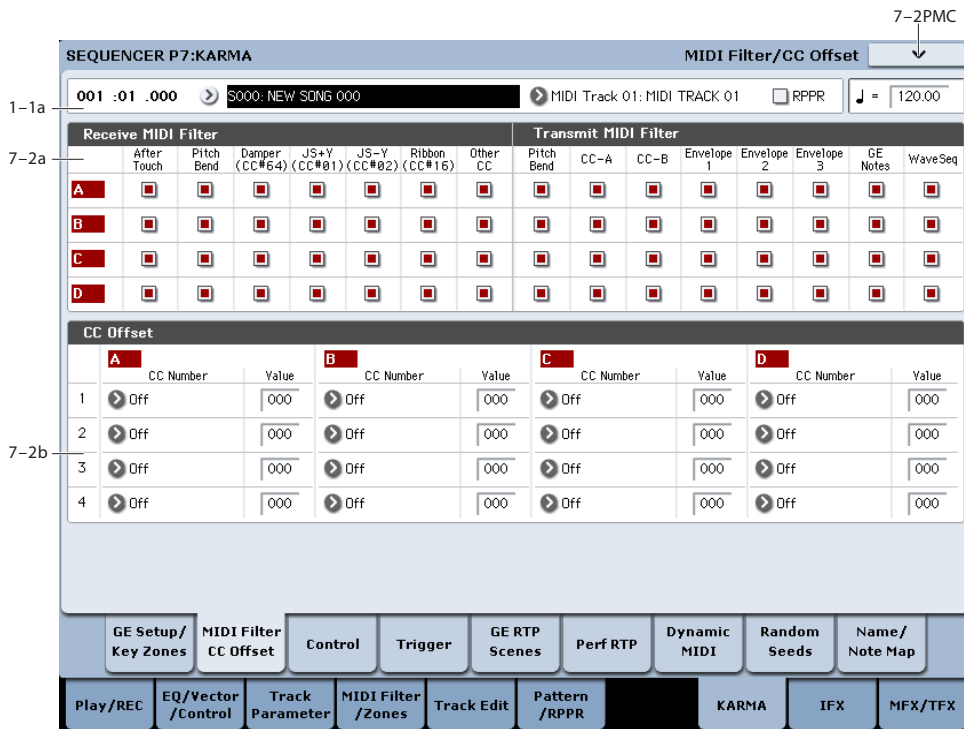 7–2PMC
SEQUENCER P7:KARMA MIDI Filter/CC Offset
1–1a
001 :01 .000 S000: NEW SONG 000 MIDI Track 01: MIDI TRACK 01 RPPR ♩ = 120.00
Receive MIDI Filter Transmit MIDI Filter
7–2a
After Touch Pitch Bend Damper (CC#64) JS+Y (CC#01) JS-Y (CC#02) Ribbon (CC#16) Other CC Pitch Bend CC-A CC-B Envelope 1 Envelope 2 Envelope 3 GE Notes WaveSeq
A
B
C
D
CC Offset
A B C D
CC Number Value CC Number Value CC Number Value CC Number Value
1 Off 000 Off 000 Off 000 Off 000
2 Off 000 Off 000 Off 000 Off 000
7–2b
3 Off 000 Off 000 Off 000 Off 000
4 Off 000 Off 000 Off 000 Off 000
GE Setup/ Key Zones MIDI Filter CC Offset Control Trigger GE RTP Scenes Perf RTP Dynamic MIDI Random Seeds Name/ Note Map
Play/REC EQ/Vector /Control Track Parameter MIDI Filter /Zones Track Edit Pattern /RPPR KARMA IFX MFX/TFX